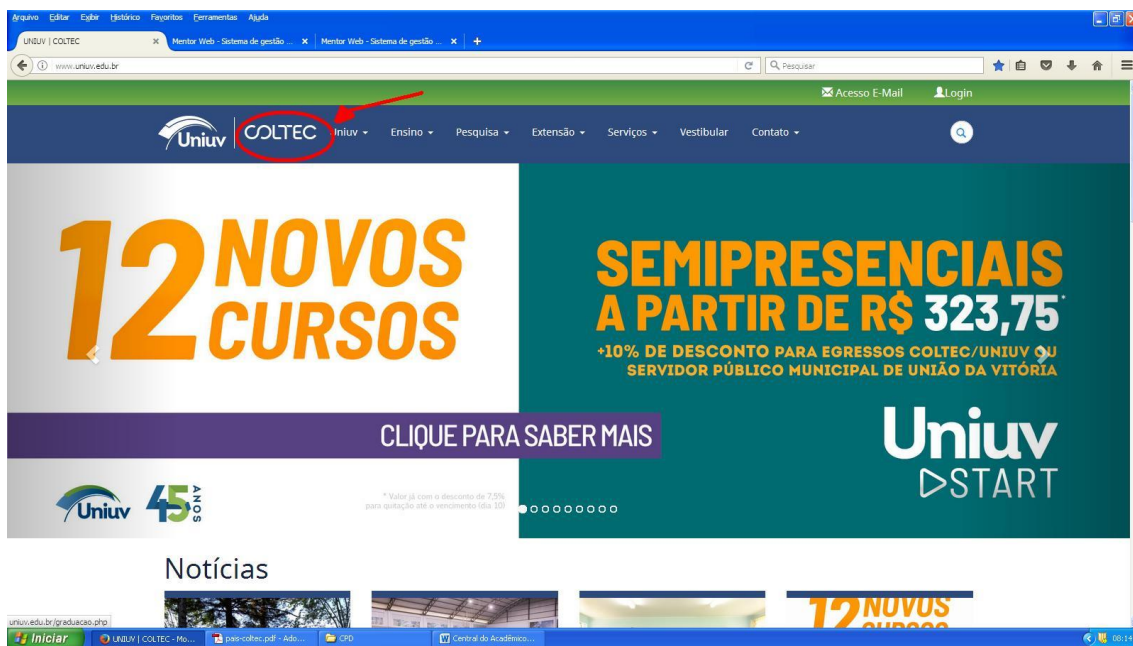 Arquivo Editar Exibir Histórico Favoritos Ferramentas Ajuda
UNIUV | COLTEC
Mentor Web - Sistema de gestão ...
Mentor Web - Sistema de gestão ...
www.uniuv.edu.br
Pesquisar
Acesso E-Mail Login
Uniuv COLTEC Uniuv Ensino Pesquisa Extensão Serviços Vestibular Contato
12 NOVOS
CURSOS
SEMIPRESENCIAIS
A PARTIR DE R$ 323,75*
+10% DE DESCONTO PARA EGRESSOS COLTEC/UNIUV OU
SERVIDOR PÚBLICO MUNICIPAL DE UNIÃO DA VITÓRIA
CLIQUE PARA SABER MAIS
Uniuv
START
Uniuv 45 ANOS
* Valor já com o desconto de 7,5%
para quitação até o vencimento (dia 10)
Notícias
12 NOVOS
CURSOS
uniuv.edu.br/graduacao.php
Iniciar UNIUV | COLTEC - Mo... pais-coltec.pdf - Ado... CPD Central do Acadêmico... 08:14